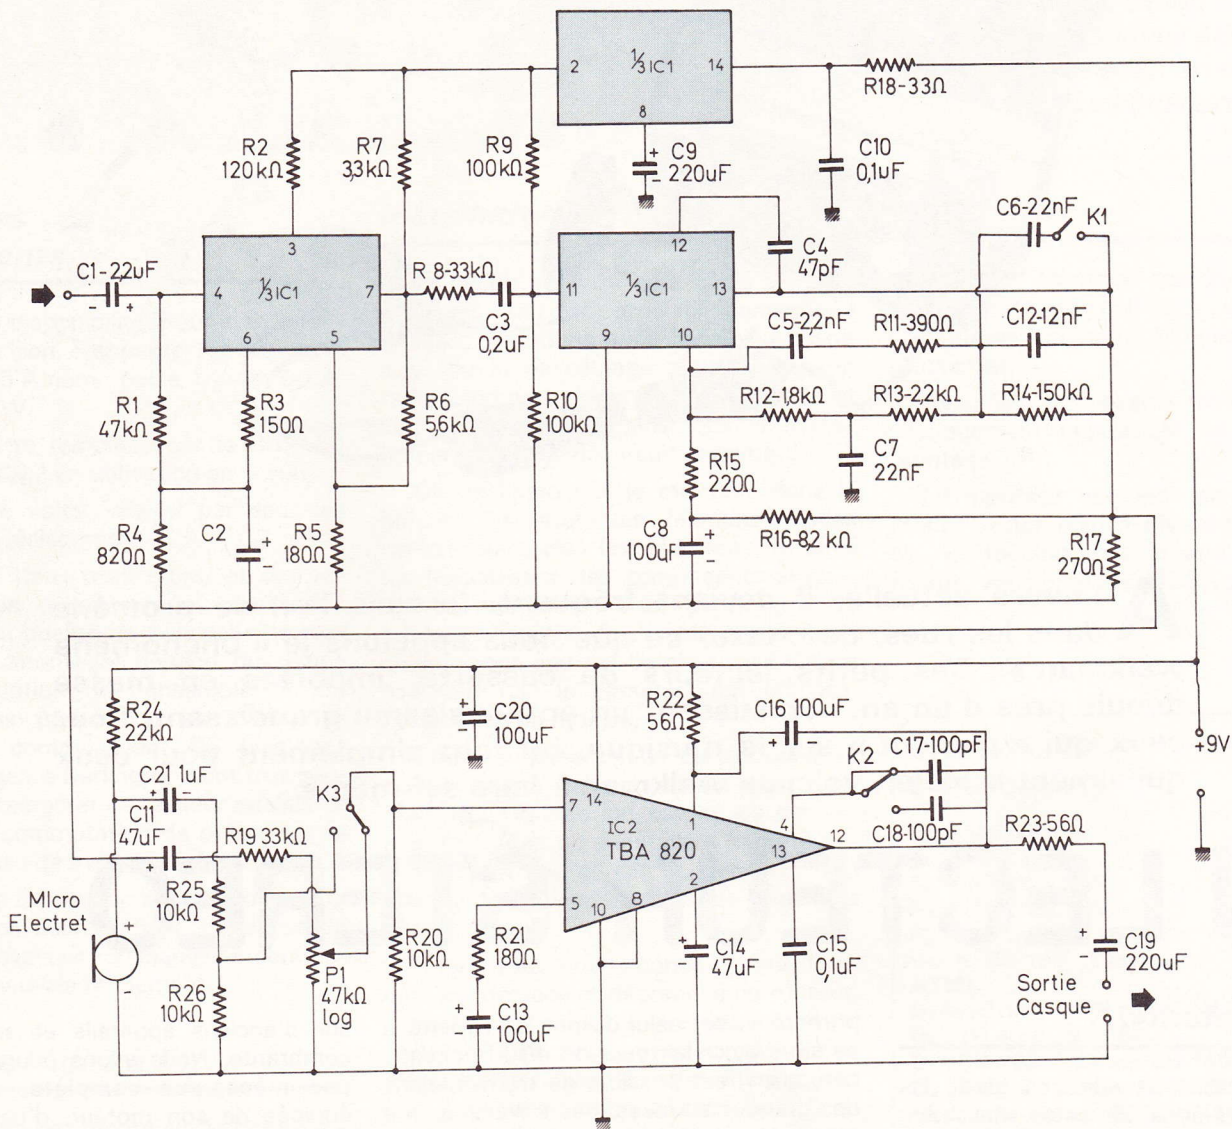 2
⅓IC1
14
8
R18-33Ω
R2
120kΩ
R7
3,3kΩ
R9
100kΩ
+
C9
220uF
-
C10
0,1uF
C6-22nF
K1
3
12
C4
47pF
C1-2,2uF
-
+
4
⅓IC1
7
6
5
R 8-33kΩ
C3
0,2uF
11
⅓IC1
13
9
10
C5-2,2nF
R11-390Ω
C12-12nF
R1
47kΩ
R3
150Ω
R6
5,6kΩ
R10
100kΩ
R12-1,8kΩ
R13-2,2kΩ
R14-150kΩ
C7
22nF
R15
220Ω
R4
820Ω
C2
+
-
R5
180Ω
C8
100uF
+
-
R16-8,2 kΩ
R17
270Ω
R24
22kΩ
+
-
C20
100uF
R22
56Ω
C16 100uF
+
-
K2
C17-100pF
C18-100pF
+9V
C21 1uF
+
-
C11
47uF
+
-
R19 33kΩ
K3
7
14
IC2
TBA 820
1
4
12
13
2
8
5
10
R23-56Ω
Micro
Electret
+
-
R25
10kΩ
R26
10kΩ
P1
47kΩ
log
R20
10kΩ
R21
180Ω
+
-
C13
100uF
+
C14
47uF
C15
0,1uF
+
-
C19
220uF
Sortie
Casque